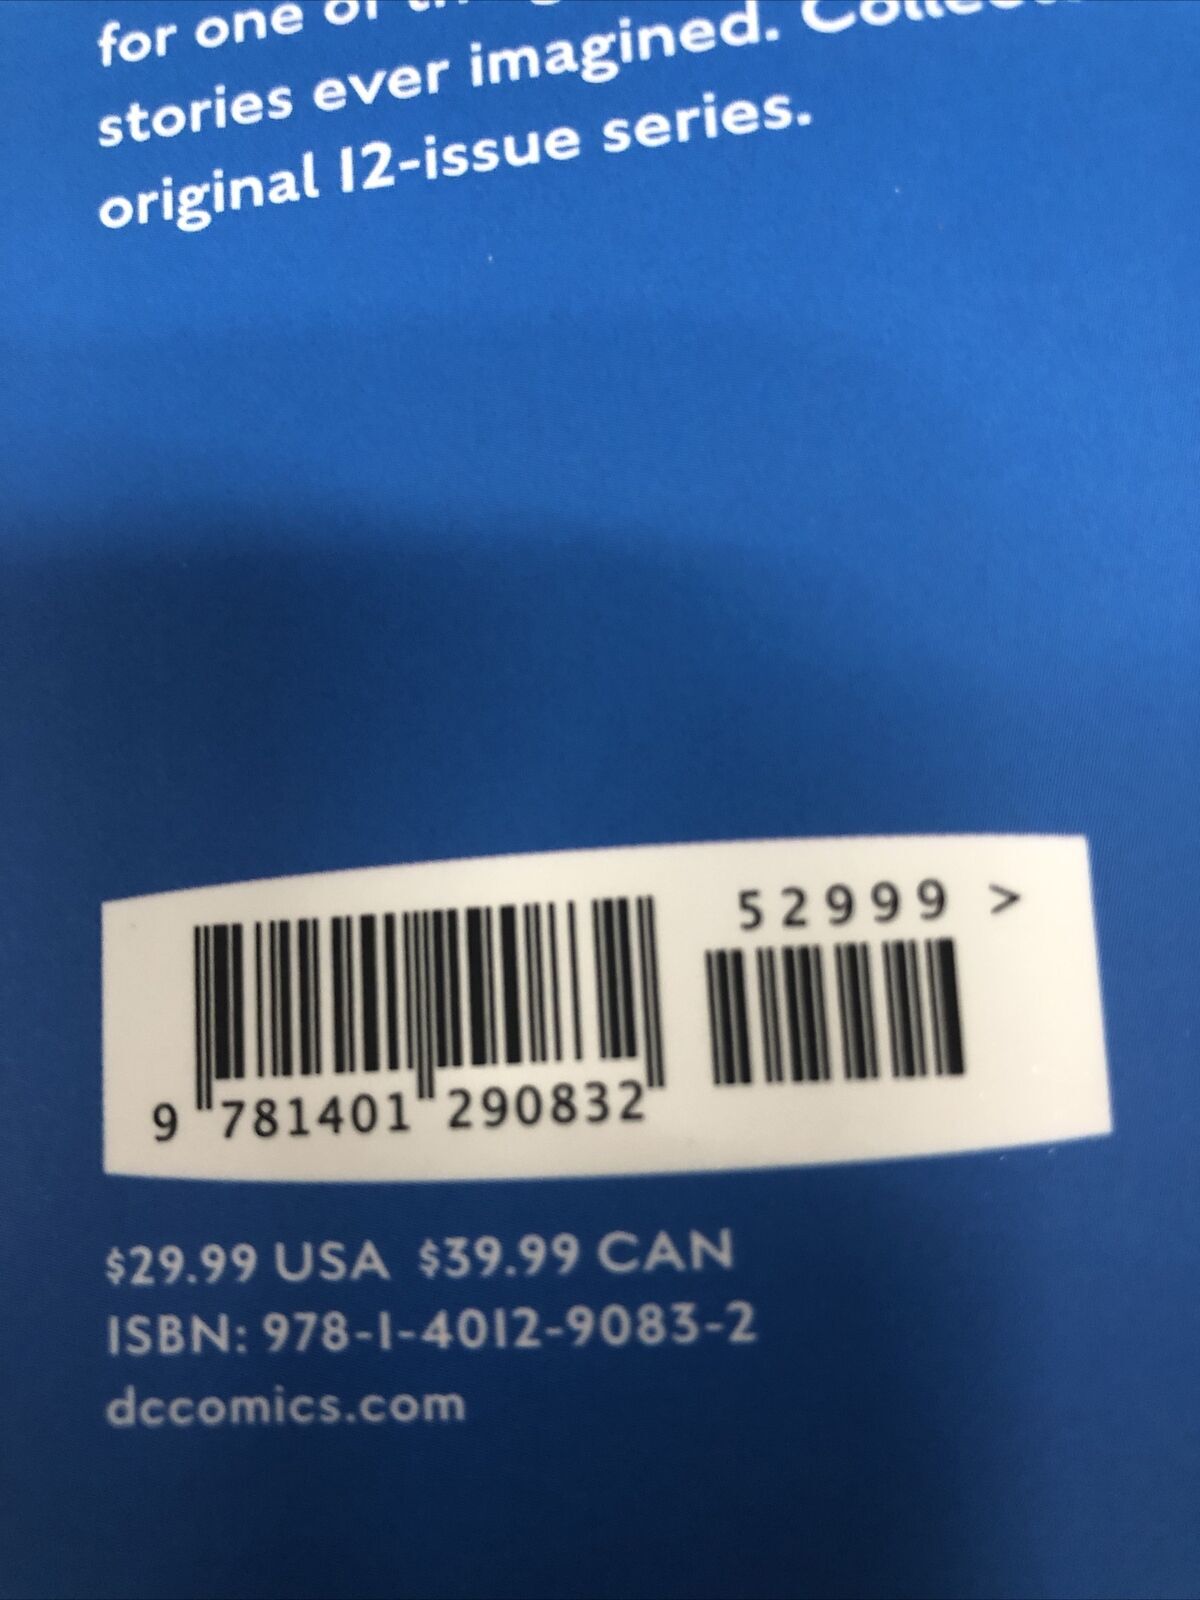 for one of
stories ever imagined.
original 12-issue series.
52999 >
9 781401 290832
$29.99 USA $39.99 CAN
ISBN: 978-1-4012-9083-2
dccomics.com